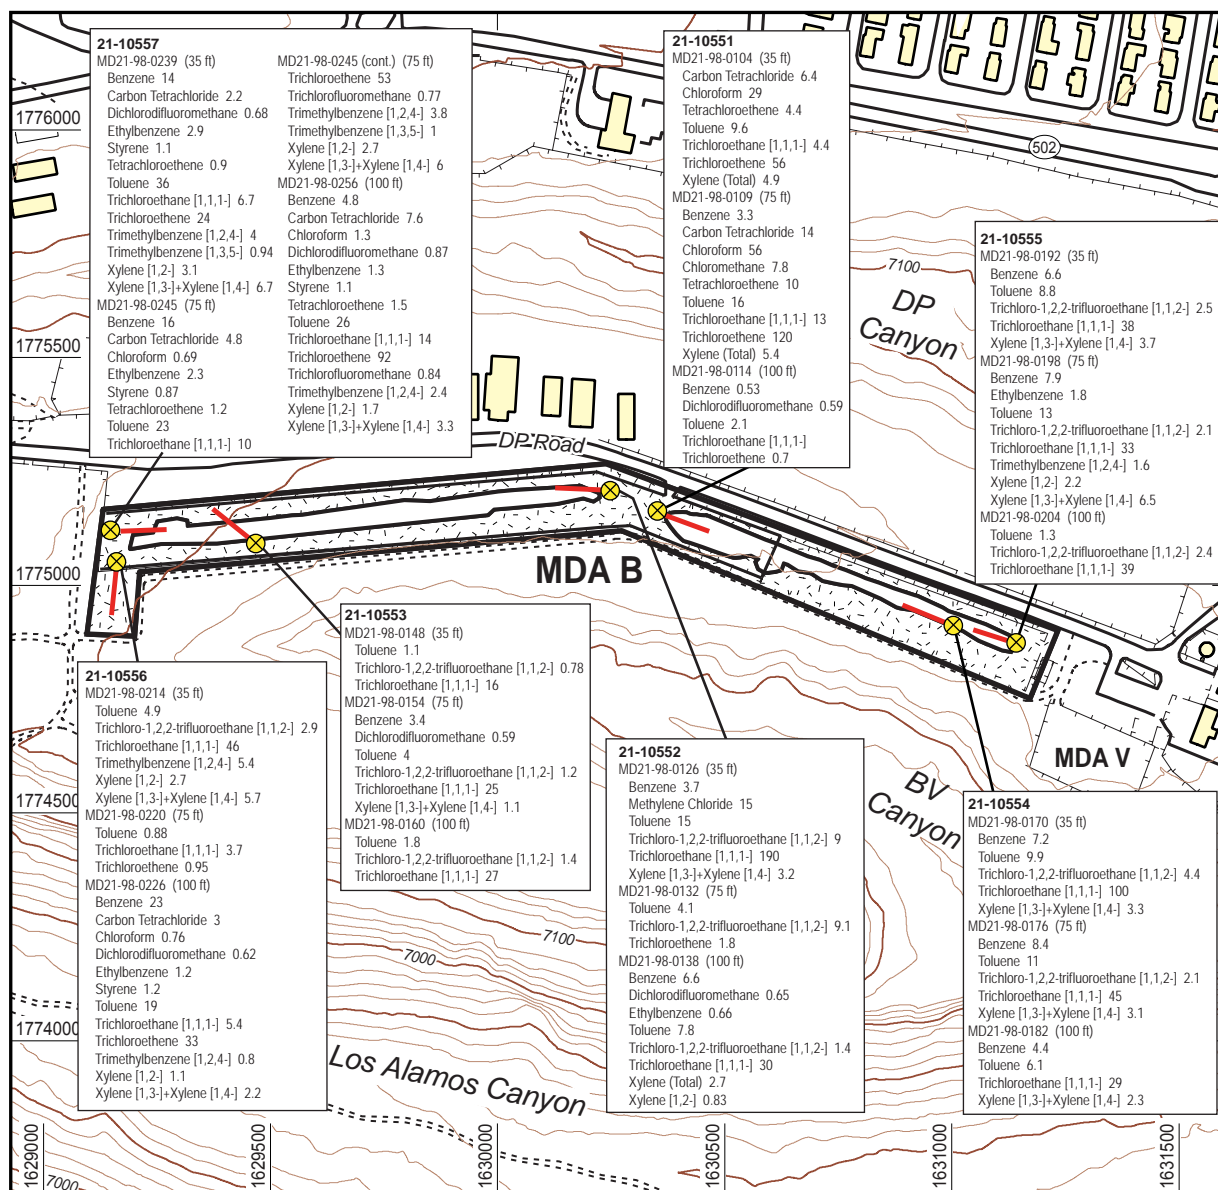 21-10557
MD21-98-0239 (35 ft)
Benzene 14
Carbon Tetrachloride 2.2
Dichlorodifluoromethane 0.68
Ethylbenzene 2.9
Styrene 1.1
Tetrachloroethene 0.9
Toluene 36
Trichloroethane [1,1,1-] 6.7
Trichloroethene 24
Trimethylbenzene [1,2,4-] 4
Trimethylbenzene [1,3,5-] 0.94
Xylene [1,2-] 3.1
Xylene [1,3-]+Xylene [1,4-] 6.7
MD21-98-0245 (75 ft)
Benzene 16
Carbon Tetrachloride 4.8
Chloroform 0.69
Ethylbenzene 2.3
Styrene 0.87
Tetrachloroethene 1.2
Toluene 23
Trichloroethane [1,1,1-] 10
MD21-98-0245 (cont.) (75 ft)
Trichloroethene 53
Trichlorofluoromethane 0.77
Trimethylbenzene [1,2,4-] 3.8
Trimethylbenzene [1,3,5-] 1
Xylene [1,2-] 2.7
Xylene [1,3-]+Xylene [1,4-] 6
MD21-98-0256 (100 ft)
Benzene 4.8
Carbon Tetrachloride 7.6
Chloroform 1.3
Dichlorodifluoromethane 0.87
Ethylbenzene 1.3
Styrene 1.1
Tetrachloroethene 1.5
Toluene 26
Trichloroethane [1,1,1-] 14
Trichloroethene 92
Trichlorofluoromethane 0.84
Trimethylbenzene [1,2,4-] 2.4
Xylene [1,2-] 1.7
Xylene [1,3-]+Xylene [1,4-] 3.3
21-10551
MD21-98-0104 (35 ft)
Carbon Tetrachloride 6.4
Chloroform 29
Tetrachloroethene 4.4
Toluene 9.6
Trichloroethane [1,1,1-] 4.4
Trichloroethene 56
Xylene (Total) 4.9
MD21-98-0109 (75 ft)
Benzene 3.3
Carbon Tetrachloride 14
Chloroform 56
Chloromethane 7.8
Tetrachloroethene 10
Toluene 16
Trichloroethane [1,1,1-] 13
Trichloroethene 120
Xylene (Total) 5.4
MD21-98-0114 (100 ft)
Benzene 0.53
Dichlorodifluoromethane 0.59
Toluene 2.1
Trichloroethane [1,1,1-]
Trichloroethene 0.7
502
21-10555
MD21-98-0192 (35 ft)
Benzene 6.6
Toluene 8.8
Trichloro-1,2,2-trifluoroethane [1,1,2-] 2.5
Trichloroethane [1,1,1-] 38
Xylene [1,3-]+Xylene [1,4-] 3.7
MD21-98-0198 (75 ft)
Benzene 7.9
Ethylbenzene 1.8
Toluene 13
Trichloro-1,2,2-trifluoroethane [1,1,2-] 2.1
Trichloroethane [1,1,1-] 33
Trimethylbenzene [1,2,4-] 1.6
Xylene [1,2-] 2.2
Xylene [1,3-]+Xylene [1,4-] 6.5
MD21-98-0204 (100 ft)
Toluene 1.3
Trichloro-1,2,2-trifluoroethane [1,1,2-] 2.4
Trichloroethane [1,1,1-] 39
7100
DP
Canyon
1776000
1775500
DP Road
1775000
MDA B
21-10553
MD21-98-0148 (35 ft)
Toluene 1.1
Trichloro-1,2,2-trifluoroethane [1,1,2-] 0.78
Trichloroethane [1,1,1-] 16
MD21-98-0154 (75 ft)
Benzene 3.4
Dichlorodifluoromethane 0.59
Toluene 4
Trichloro-1,2,2-trifluoroethane [1,1,2-] 1.2
Trichloroethane [1,1,1-] 25
Xylene [1,3-]+Xylene [1,4-] 1.1
MD21-98-0160 (100 ft)
Toluene 1.8
Trichloro-1,2,2-trifluoroethane [1,1,2-] 1.4
Trichloroethane [1,1,1-] 27
21-10556
MD21-98-0214 (35 ft)
Toluene 4.9
Trichloro-1,2,2-trifluoroethane [1,1,2-] 2.9
Trichloroethane [1,1,1-] 46
Trimethylbenzene [1,2,4-] 5.4
Xylene [1,2-] 2.7
Xylene [1,3-]+Xylene [1,4-] 5.7
MD21-98-0220 (75 ft)
Toluene 0.88
Trichloroethane [1,1,1-] 3.7
Trichloroethene 0.95
MD21-98-0226 (100 ft)
Benzene 23
Carbon Tetrachloride 3
Chloroform 0.76
Dichlorodifluoromethane 0.62
Ethylbenzene 1.2
Styrene 1.2
Toluene 19
Trichloroethane [1,1,1-] 5.4
Trichloroethene 33
Trimethylbenzene [1,2,4-] 0.8
Xylene [1,2-] 1.1
Xylene [1,3-]+Xylene [1,4-] 2.2
21-10552
MD21-98-0126 (35 ft)
Benzene 3.7
Methylene Chloride 15
Toluene 15
Trichloro-1,2,2-trifluoroethane [1,1,2-] 9
Trichloroethane [1,1,1-] 190
Xylene [1,3-]+Xylene [1,4-] 3.2
MD21-98-0132 (75 ft)
Toluene 4.1
Trichloro-1,2,2-trifluoroethane [1,1,2-] 9.1
Trichloroethene 1.8
MD21-98-0138 (100 ft)
Benzene 6.6
Dichlorodifluoromethane 0.65
Ethylbenzene 0.66
Toluene 7.8
Trichloro-1,2,2-trifluoroethane [1,1,2-] 1.4
Trichloroethane [1,1,1-] 30
Xylene (Total) 2.7
Xylene [1,2-] 0.83
MDA V
BV
Canyon
21-10554
MD21-98-0170 (35 ft)
Benzene 7.2
Toluene 9.9
Trichloro-1,2,2-trifluoroethane [1,1,2-] 4.4
Trichloroethane [1,1,1-] 100
Xylene [1,3-]+Xylene [1,4-] 3.3
MD21-98-0176 (75 ft)
Benzene 8.4
Toluene 11
Trichloro-1,2,2-trifluoroethane [1,1,2-] 2.1
Trichloroethane [1,1,1-] 45
Xylene [1,3-]+Xylene [1,4-] 3.1
MD21-98-0182 (100 ft)
Benzene 4.4
Toluene 6.1
Trichloroethane [1,1,1-] 29
Xylene [1,3-]+Xylene [1,4-] 2.3
1774500
7100
7000
1774000
Los Alamos Canyon
7000
1629000
1629500
1630000
1630500
1631000
1631500